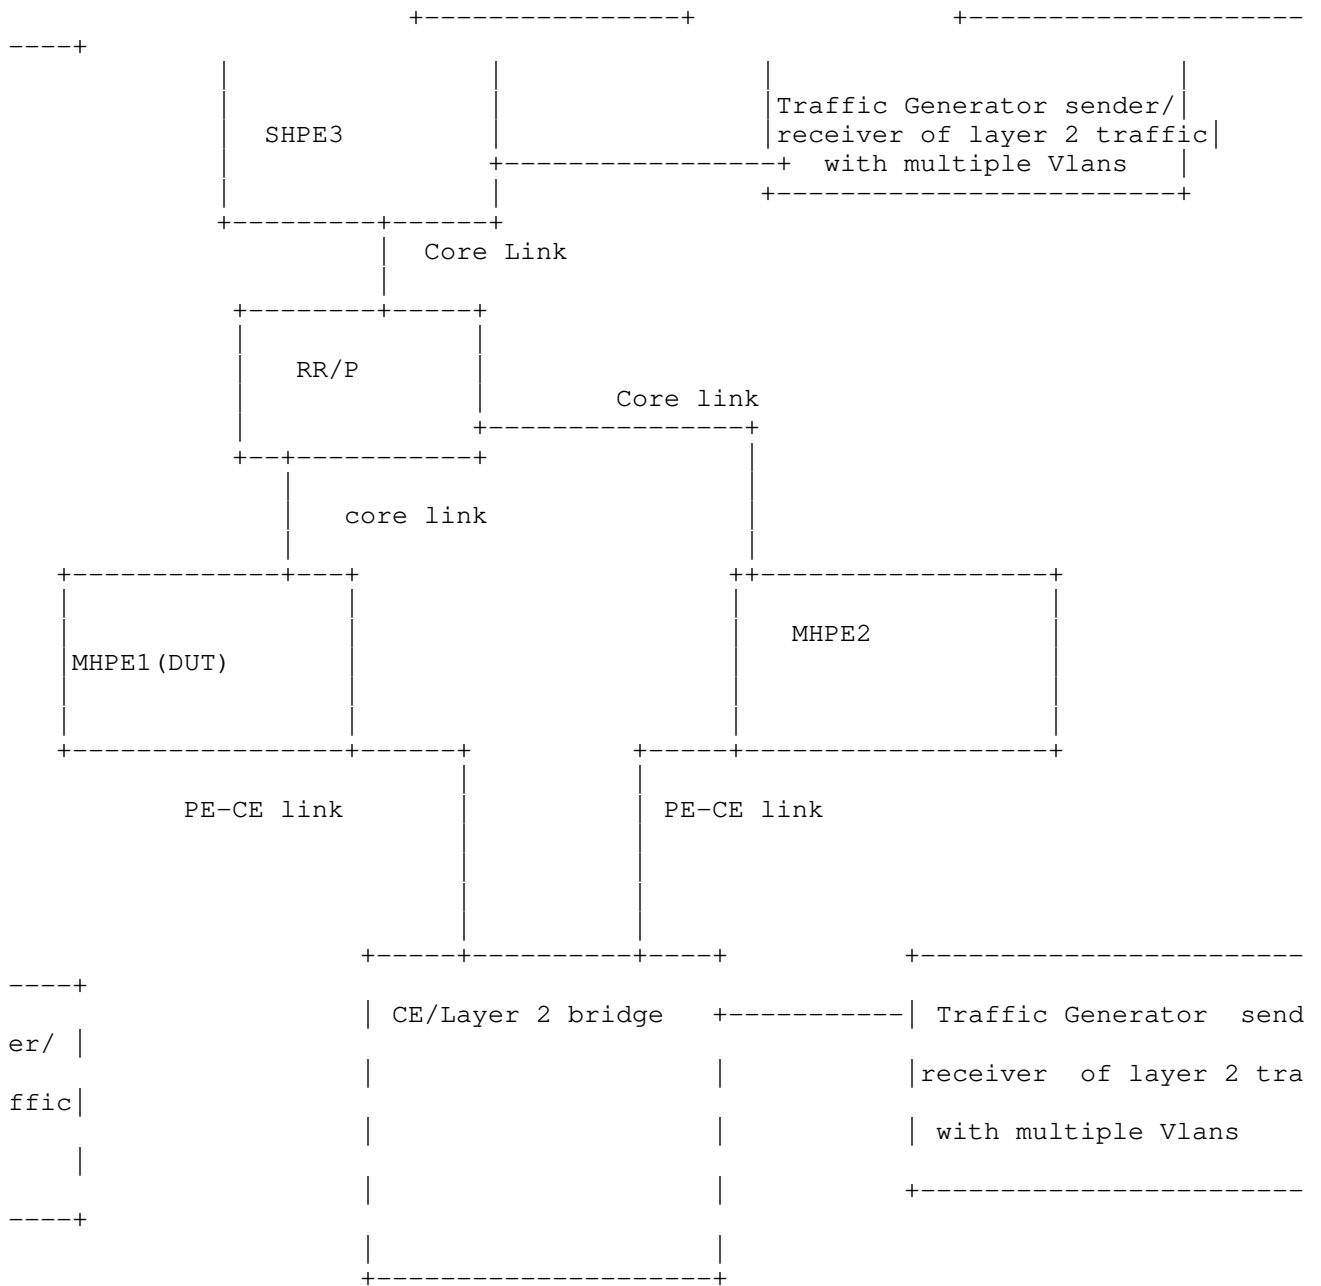 Traffic Generator sender/
SHPE3 receiver of layer 2 traffic
with multiple Vlans
Core Link
RR/P
Core link
core link
MHPE2
MHPE1(DUT)
PE-CE link PE-CE link
CE/Layer 2 bridge Traffic Generator send
er/
receiver of layer 2 tra
ffic
with multiple Vlans